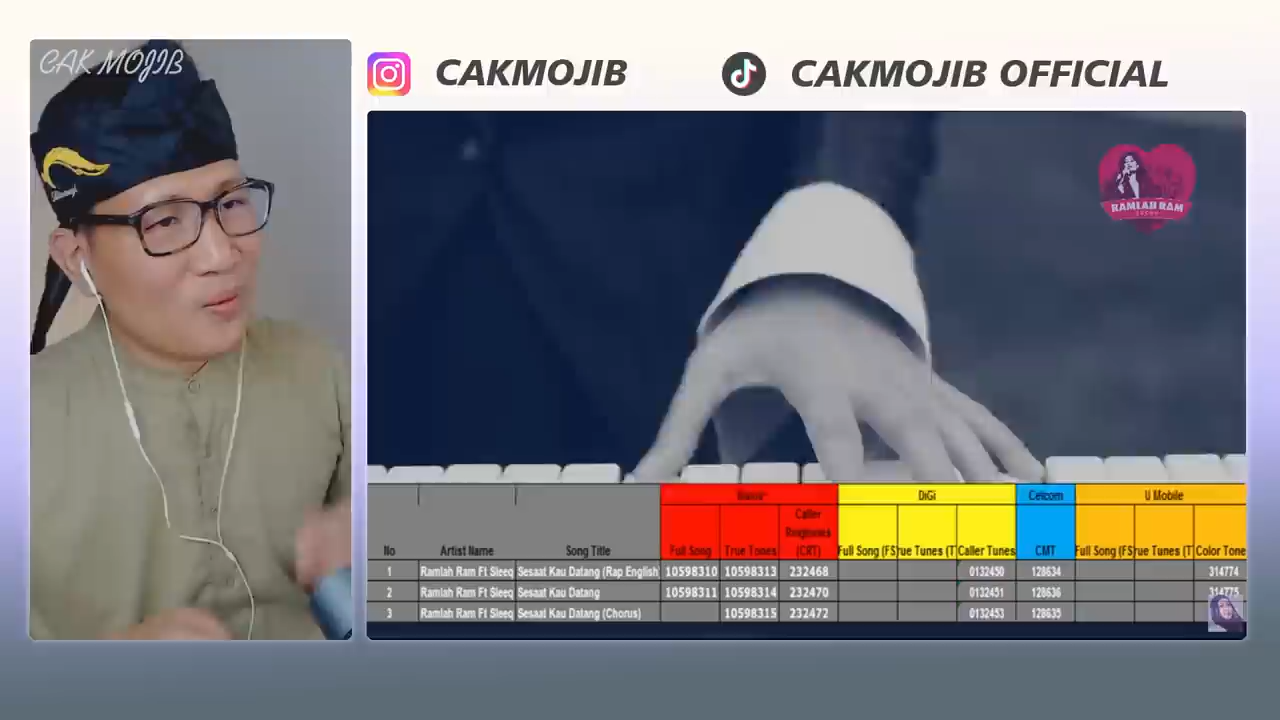 CAK MOJIB
CAKMOJIB
CAKMOJIB OFFICIAL
RAMLAH RAM
DiGi
Celcom
U Mobile
No
Artist Name
Song Title
Full Song
True Tones
Caller Ringtones (CRT)
Full Song (FS)
rue Tunes (T
Caller Tunes
CMT
Full Song (FS
rue Tunes (T
Color Tone
1 Ramlah Ram Ft Sleeq Sesaat Kau Datang (Rap English 10598310 10598313 232468 0132450 128634 314774
2 Ramlah Ram Ft Sleeq Sesaat Kau Datang 10598311 10598314 232470 0132451 128636 314775
3 Ramlah Ram Ft Sleeq Sesaat Kau Datang (Chorus) 10598315 232472 0132453 128635